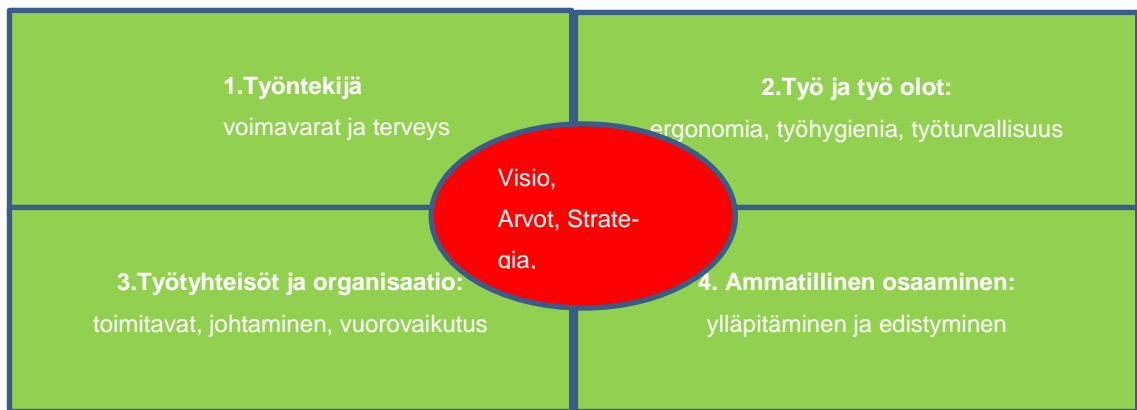 1.Työntekijä
voimavarat ja terveys
2.Työ ja työ olot:
ergonomia, työhygienia, työturvallisuus
Visio,
Arvot, Strate-
gia,
3.Työtyhteisöt ja organisaatio:
toimitavat, johtaminen, vuorovaikutus
4. Ammatillinen osaaminen:
ylläpitäminen ja edistyminen